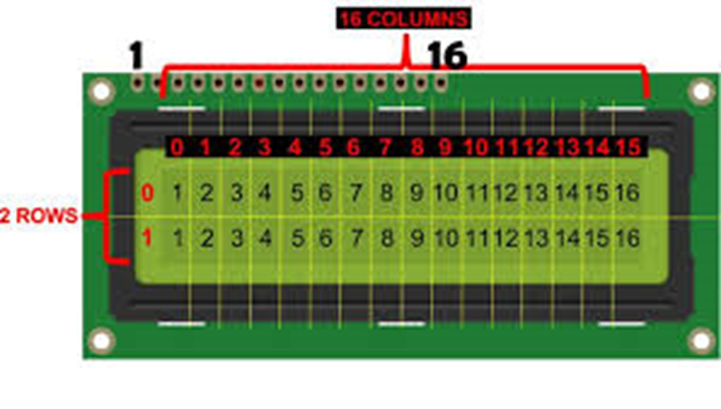 16 COLUMNS
1 16
0 1 2 3 4 5 6 7 8 9 10 11 12 13 14 15
0 1 2 3 4 5 6 7 8 9 10 11 12 13 14 15 16
2 ROWS
1 1 2 3 4 5 6 7 8 9 10 11 12 13 14 15 16